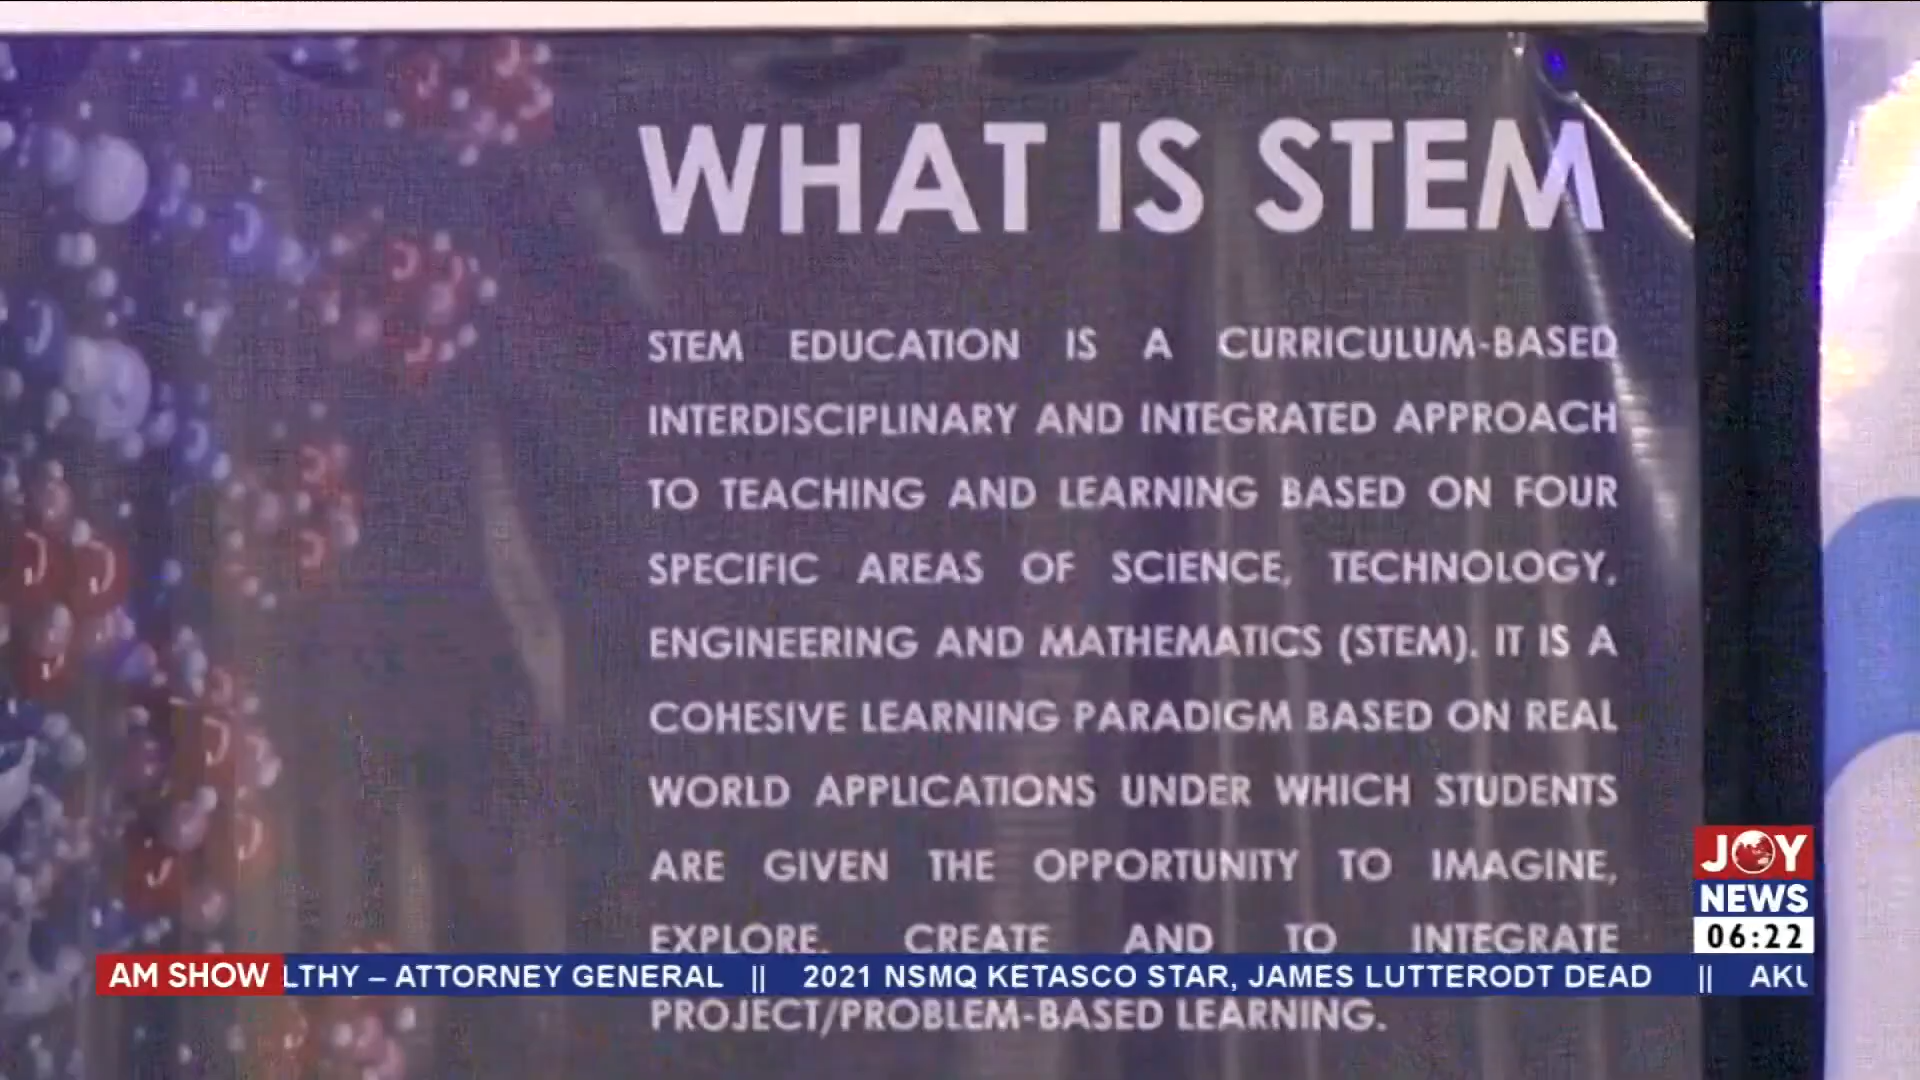 WHAT IS STEM
STEM EDUCATION IS A CURRICULUM-BASED
INTERDISCIPLINARY AND INTEGRATED APPROACH
TO TEACHING AND LEARNING BASED ON FOUR
SPECIFIC AREAS OF SCIENCE, TECHNOLOGY,
ENGINEERING AND MATHEMATICS (STEM). IT IS A
COHESIVE LEARNING PARADIGM BASED ON REAL
WORLD APPLICATIONS UNDER WHICH STUDENTS
ARE GIVEN THE OPPORTUNITY TO IMAGINE,
EXPLORE, CREATE AND TO INTEGRATE
PROJECT/PROBLEM-BASED LEARNING.
JOY
NEWS
06:22
AM SHOW LTHY – ATTORNEY GENERAL || 2021 NSMQ KETASCO STAR, JAMES LUTTERODT DEAD || AKU